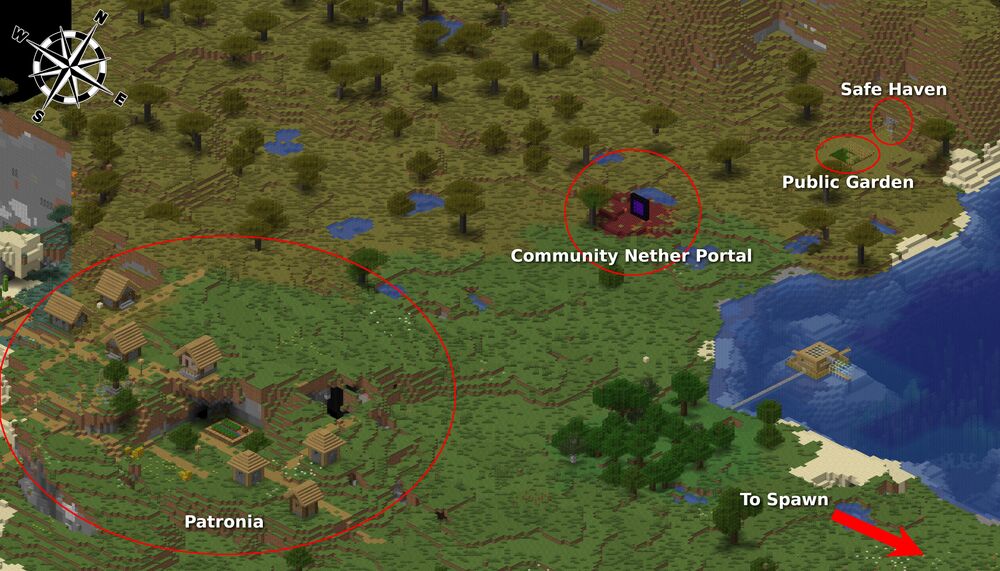 N
W
E
S
Safe Haven
Public Garden
Community Nether Portal
To Spawn
Patronia